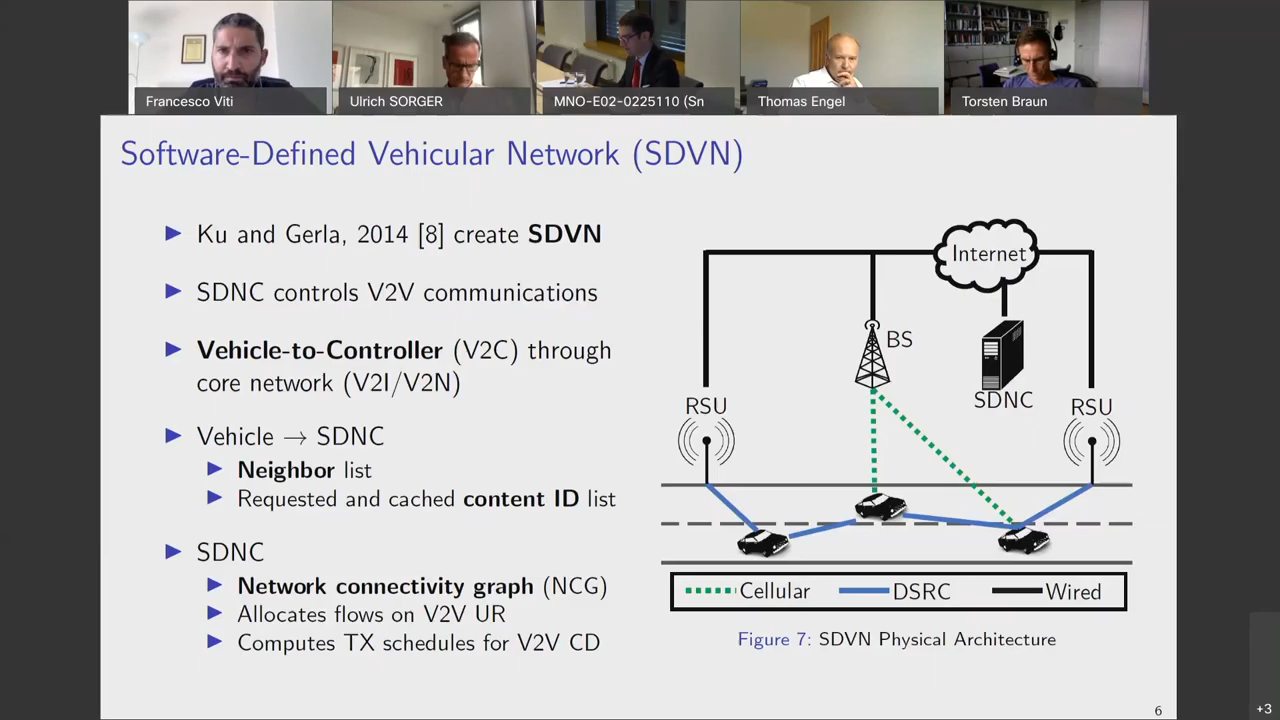 Francesco Viti
Ulrich SORGER
MNO-E02-0225110 (Sn
Thomas Engel
Torsten Braun
Software-Defined Vehicular Network (SDVN)
▶ Ku and Gerla, 2014 [8] create SDVN
▶ SDNC controls V2V communications
▶ Vehicle-to-Controller (V2C) through
core network (V2I/V2N)
▶ Vehicle → SDNC
▶ Neighbor list
▶ Requested and cached content ID list
▶ SDNC
▶ Network connectivity graph (NCG)
▶ Allocates flows on V2V UR
▶ Computes TX schedules for V2V CD
Internet
BS
SDNC
RSU
RSU
Cellular
DSRC
Wired
Figure 7: SDVN Physical Architecture
6
+3